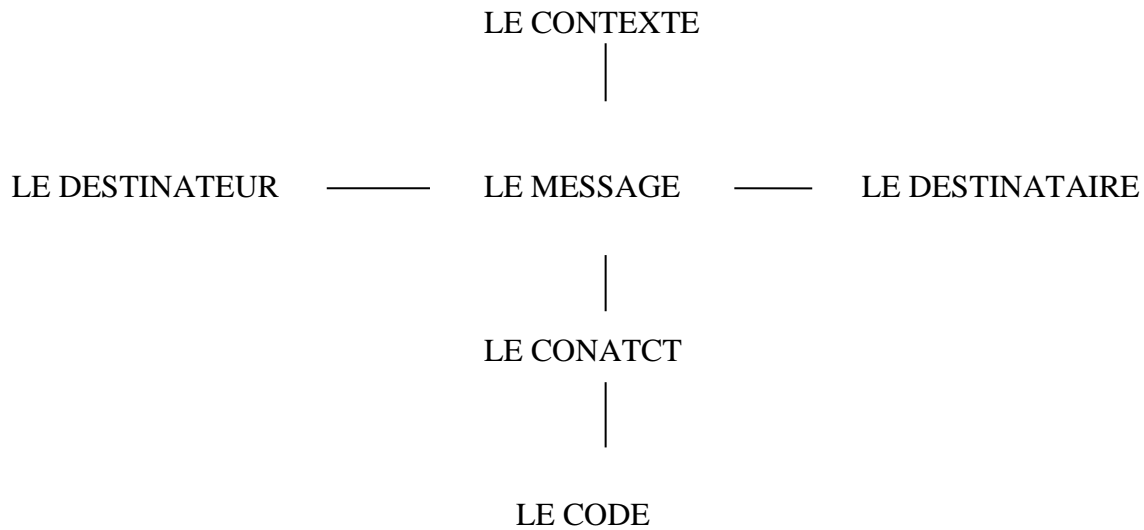 LE CONTEXTE
LE DESTINATEUR LE MESSAGE LE DESTINATAIRE
LE CONATCT
LE CODE